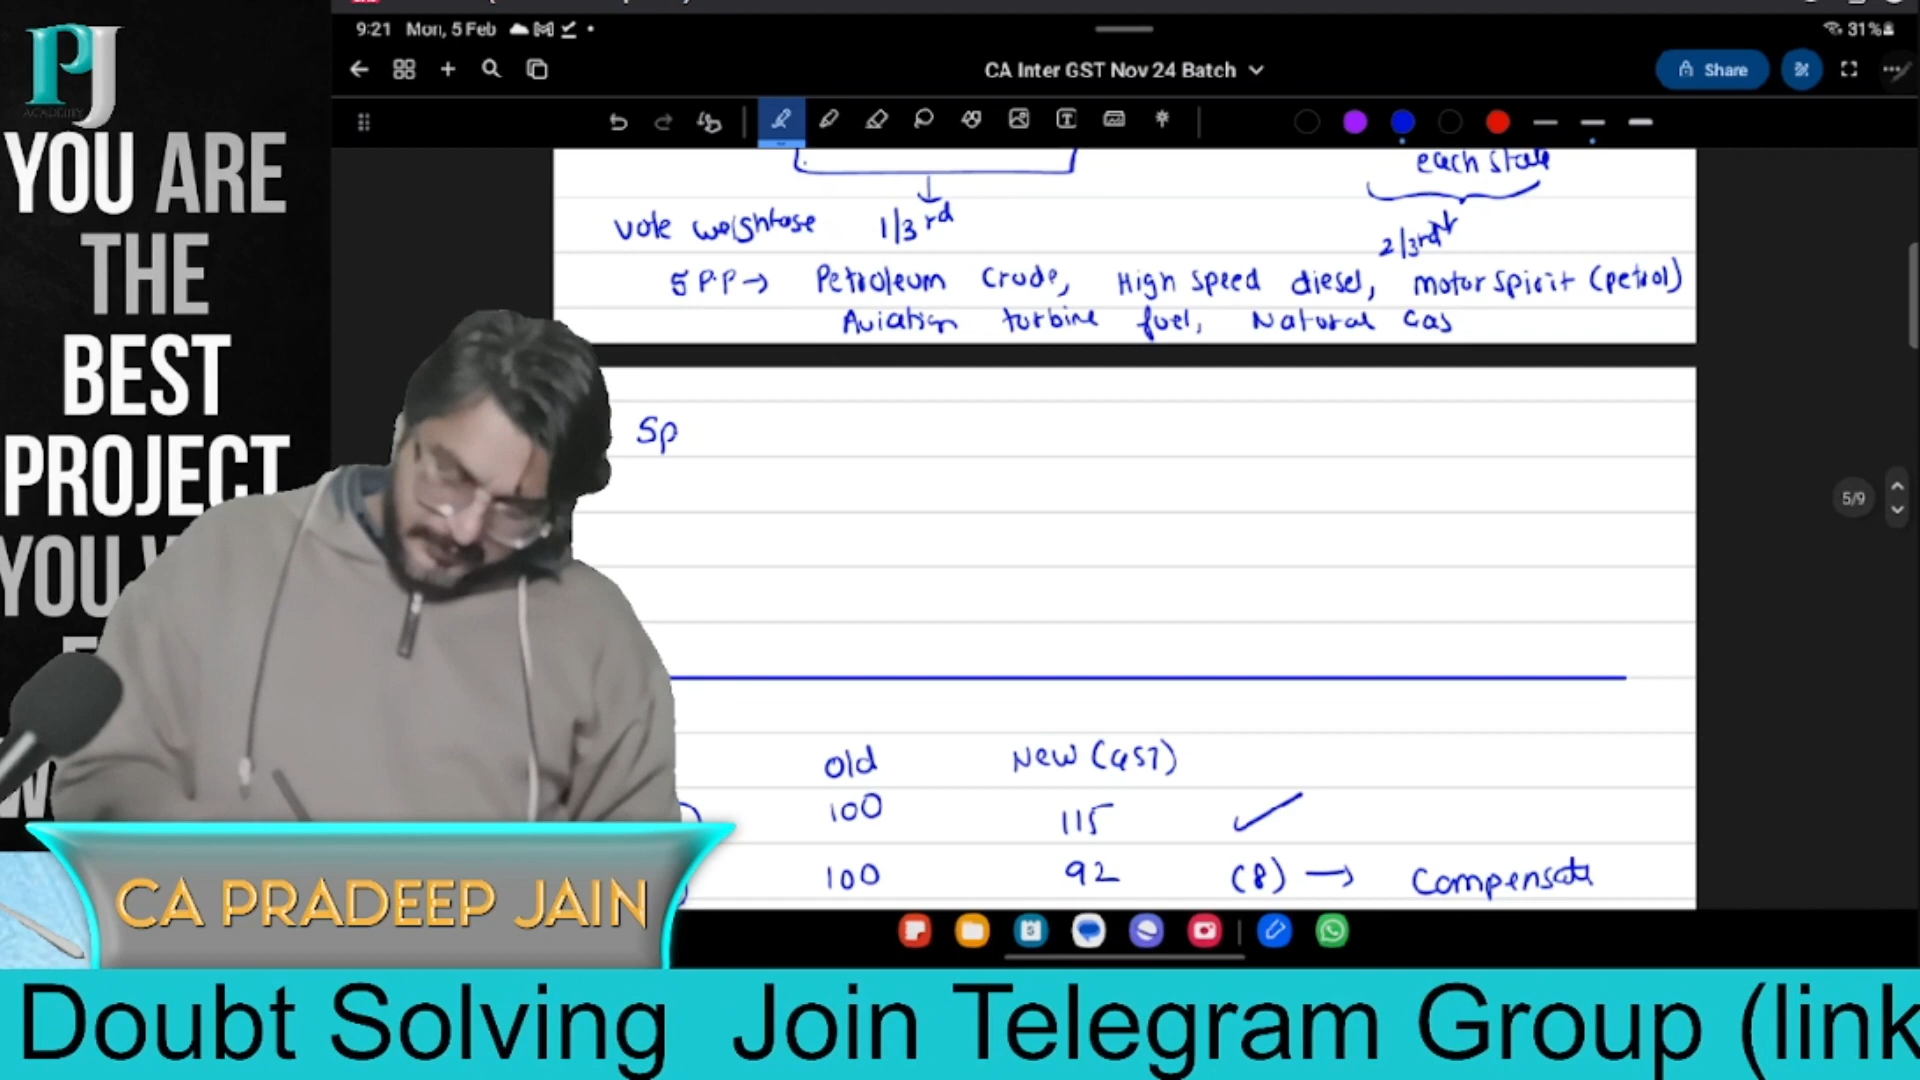 9:21 Mon, 5 Feb
31%
CA Inter GST Nov 24 Batch
Share
PJ
ACADEMY
YOU ARE
THE
BEST
PROJECT
YOU
each state
Vote weightage 1/3rd
2/3rd
5 P.P → Petroleum Crude, High Speed diesel, motor spirit (petrol)
Aviation turbine fuel, Natural Gas
Sp
5/9
Old New (GST)
100 115
100 92 (8) → Compensate
CA PRADEEP JAIN
Doubt Solving Join Telegram Group (link